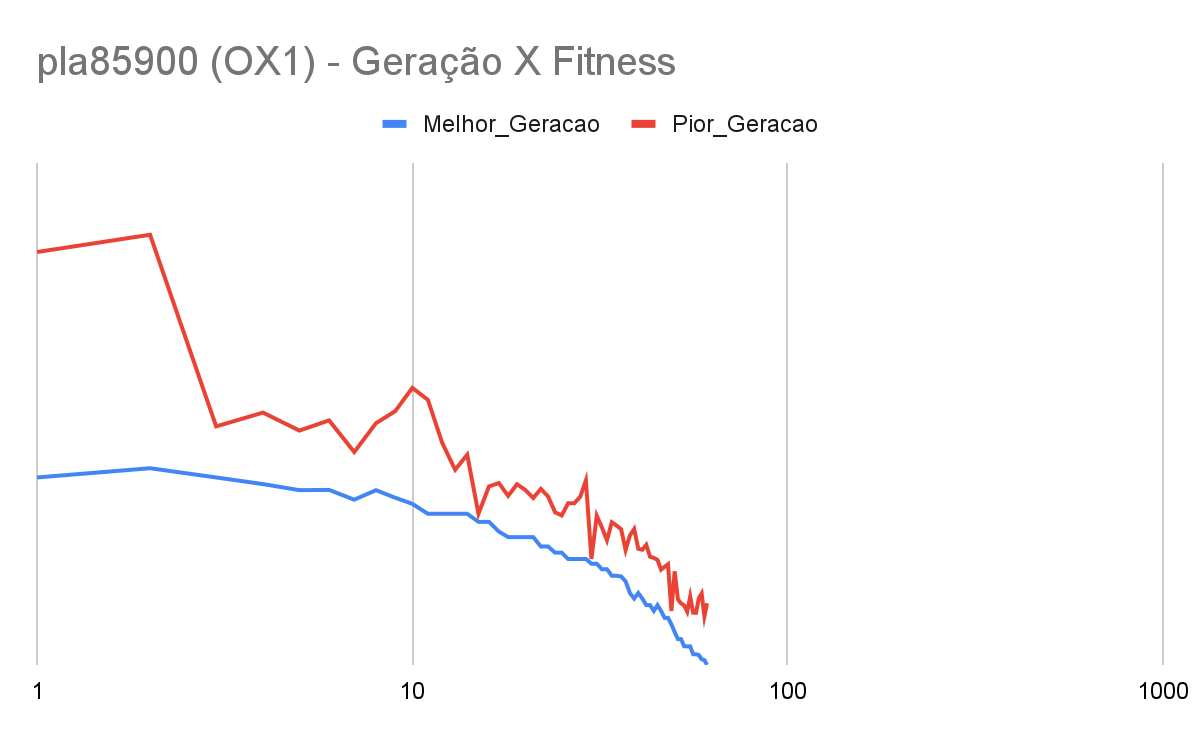 pla85900 (OX1) - Geração X Fitness
Melhor_Geracao Pior_Geracao
1 10 100 1000